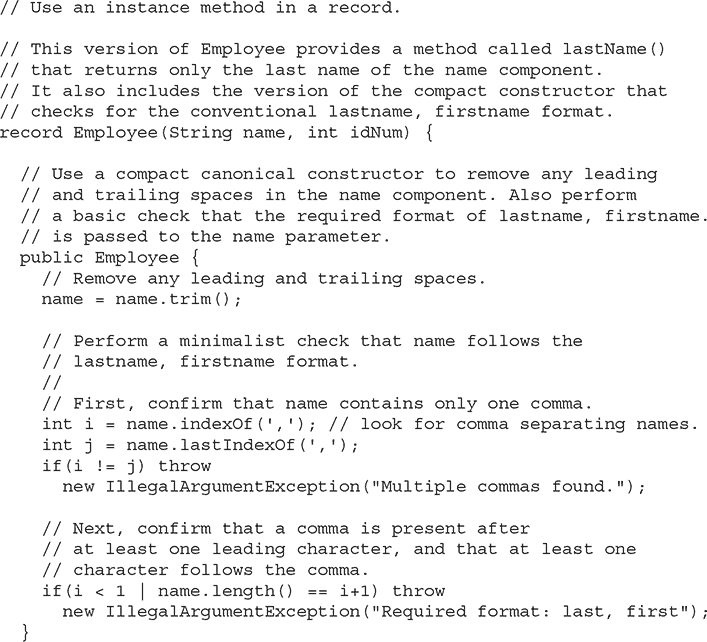 // Use an instance method in a record.
// This version of Employee provides a method called lastName()
// that returns only the last name of the name component.
// It also includes the version of the compact constructor that
// checks for the conventional lastname, firstname format.
record Employee(String name, int idNum) {
// Use a compact canonical constructor to remove any leading
// and trailing spaces in the name component. Also perform
// a basic check that the required format of lastname, firstname.
// is passed to the name parameter.
public Employee {
// Remove any leading and trailing spaces.
name = name.trim();
// Perform a minimalist check that name follows the
// lastname, firstname format.
//
// First, confirm that name contains only one comma.
int i = name.indexOf(','); // look for comma separating names.
int j = name.lastIndexOf(',');
if(i != j) throw
new IllegalArgumentException("Multiple commas found.");
// Next, confirm that a comma is present after
// at least one leading character, and that at least one
// character follows the comma.
if(i < 1 | name.length() == i+1) throw
new IllegalArgumentException("Required format: last, first");
}